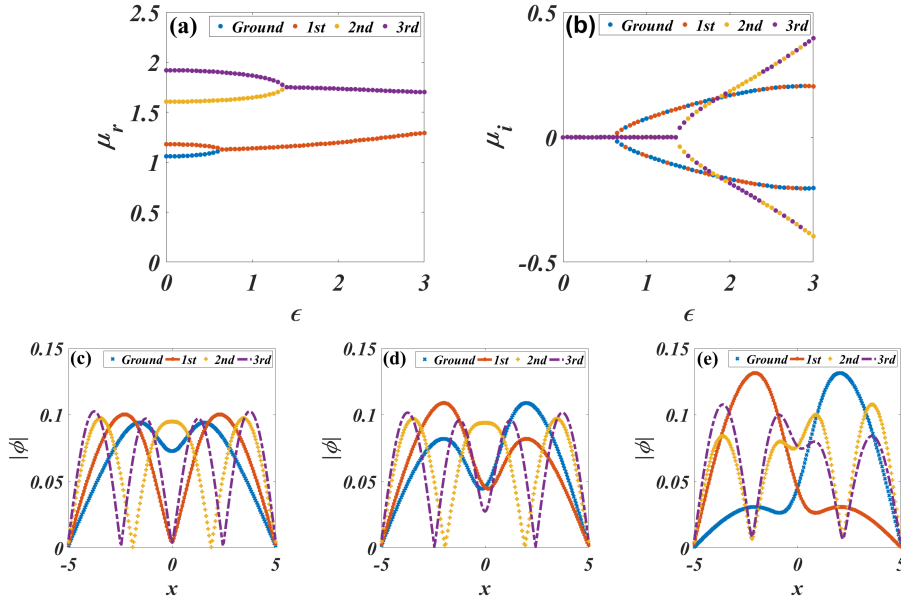 (a) Ground 1st 2nd 3rd
2.5
2
1.5
1
0.5
0
μr
0 1 2 3
ϵ
(b) Ground 1st 2nd 3rd
0.5
0
-0.5
μi
0 1 2 3
ϵ
(c) Ground 1st 2nd 3rd
0.15
0.1
0.05
0
|ϕ|
-5 0 5
x
(d) Ground 1st 2nd 3rd
0.15
0.1
0.05
0
|ϕ|
-5 0 5
x
(e) Ground 1st 2nd 3rd
0.15
0.1
0.05
0
|ϕ|
-5 0 5
x